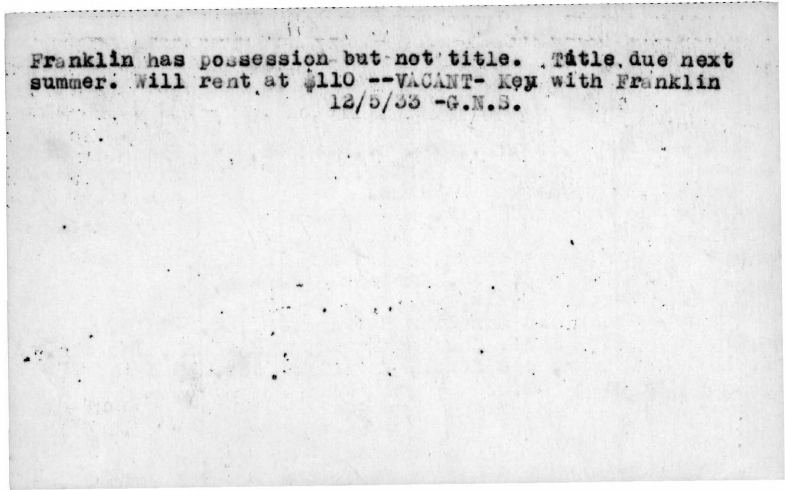 Franklin has possession but not title. Title due next
summer. Will rent at $110 --VACANT- Key with Franklin
12/5/33 -G.N.S.